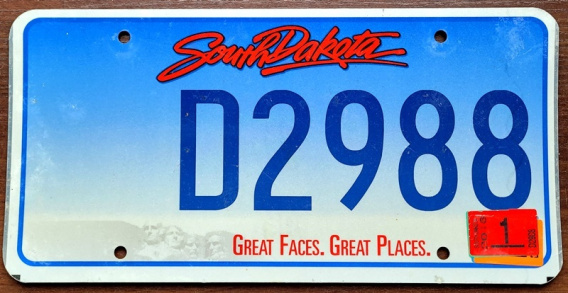 South Dakota
D2988
GREAT FACES. GREAT PLACES.
1